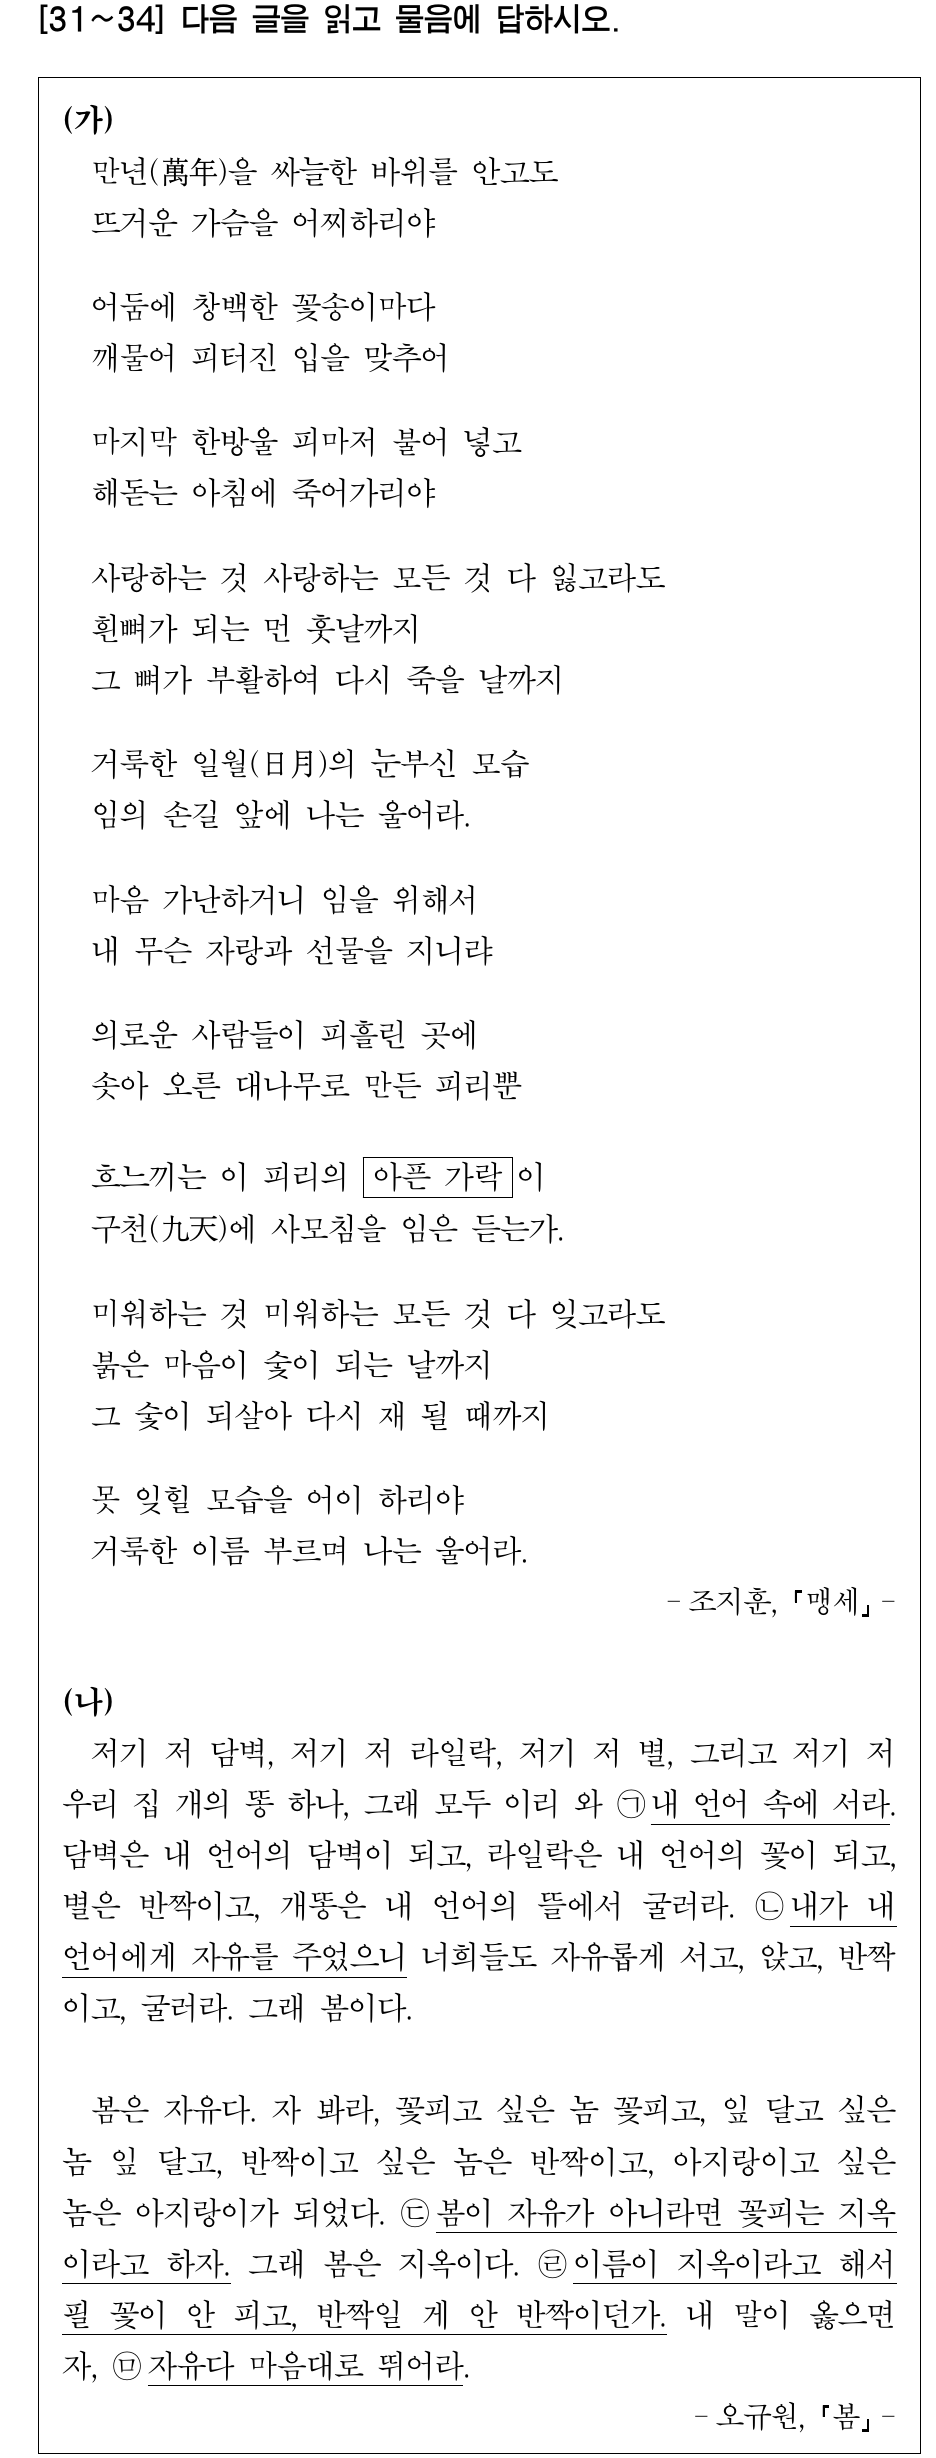 [31~34] 다음 글을 읽고 물음에 답하시오.
(가)
만년(萬年)을 싸늘한 바위를 안고도
뜨거운 가슴을 어찌하리야
어둠에 창백한 꽃송이마다
깨물어 피터진 입을 맞추어
마지막 한방울 피마저 불어 넣고
해돋는 아침에 죽어가리야
사랑하는 것 사랑하는 모든 것 다 잃고라도
흰뼈가 되는 먼 훗날까지
그 뼈가 부활하여 다시 죽을 날까지
거룩한 일월(日月)의 눈부신 모습
임의 손길 앞에 나는 울어라.
마음 가난하거니 임을 위해서
내 무슨 자랑과 선물을 지니랴
의로운 사람들이 피흘린 곳에
솟아 오른 대나무로 만든 피리뿐
흐느끼는 이 피리의 아픈 가락이
구천(九天)에 사모침을 임은 듣는가.
미워하는 것 미워하는 모든 것 다 잊고라도
붉은 마음이 숯이 되는 날까지
그 숯이 되살아 다시 재 될 때까지
못 잊힐 모습을 어이 하리야
거룩한 이름 부르며 나는 울어라.
- 조지훈, 「맹세」 -
(나)
저기 저 담벽, 저기 저 라일락, 저기 저 별, 그리고 저기 저
우리 집 개의 똥 하나, 그래 모두 이리 와 ㉠내 언어 속에 서라.
담벽은 내 언어의 담벽이 되고, 라일락은 내 언어의 꽃이 되고,
별은 반짝이고, 개똥은 내 언어의 뜰에서 굴러라. ㉡내가 내
언어에게 자유를 주었으니 너희들도 자유롭게 서고, 앉고, 반짝
이고, 굴러라. 그래 봄이다.
봄은 자유다. 자 봐라, 꽃피고 싶은 놈 꽃피고, 잎 달고 싶은
놈 잎 달고, 반짝이고 싶은 놈은 반짝이고, 아지랑이고 싶은
놈은 아지랑이가 되었다. ㉢봄이 자유가 아니라면 꽃피는 지옥
이라고 하자. 그래 봄은 지옥이다. ㉣이름이 지옥이라고 해서
필 꽃이 안 피고, 반짝일 게 안 반짝이던가. 내 말이 옳으면
자, ㉤자유다 마음대로 뛰어라.
- 오규원, 「봄」 -